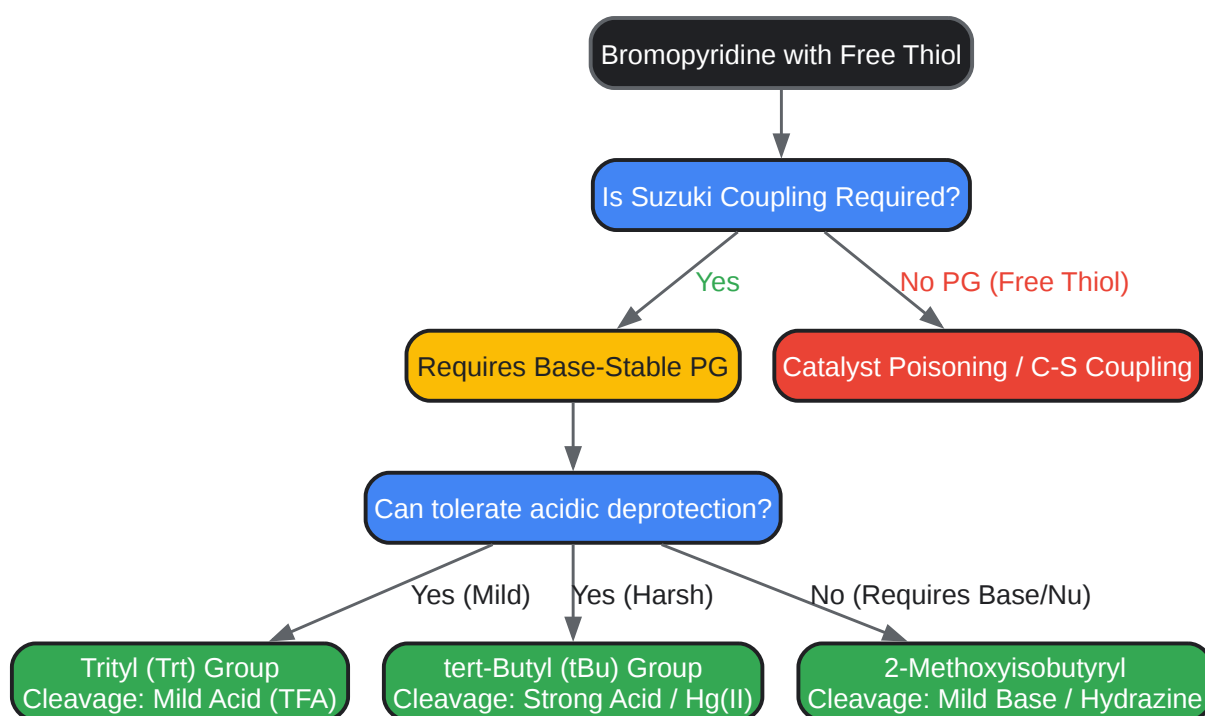 Bromopyridine with Free Thiol
Is Suzuki Coupling Required?
Yes
No PG (Free Thiol)
Requires Base-Stable PG
Catalyst Poisoning / C-S Coupling
Can tolerate acidic deprotection?
Yes (Mild)
Yes (Harsh)
No (Requires Base/Nu)
Trityl (Trt) Group
Cleavage: Mild Acid (TFA)
tert-Butyl (tBu) Group
Cleavage: Strong Acid / Hg(II)
2-Methoxyisobutyryl
Cleavage: Mild Base / Hydrazine